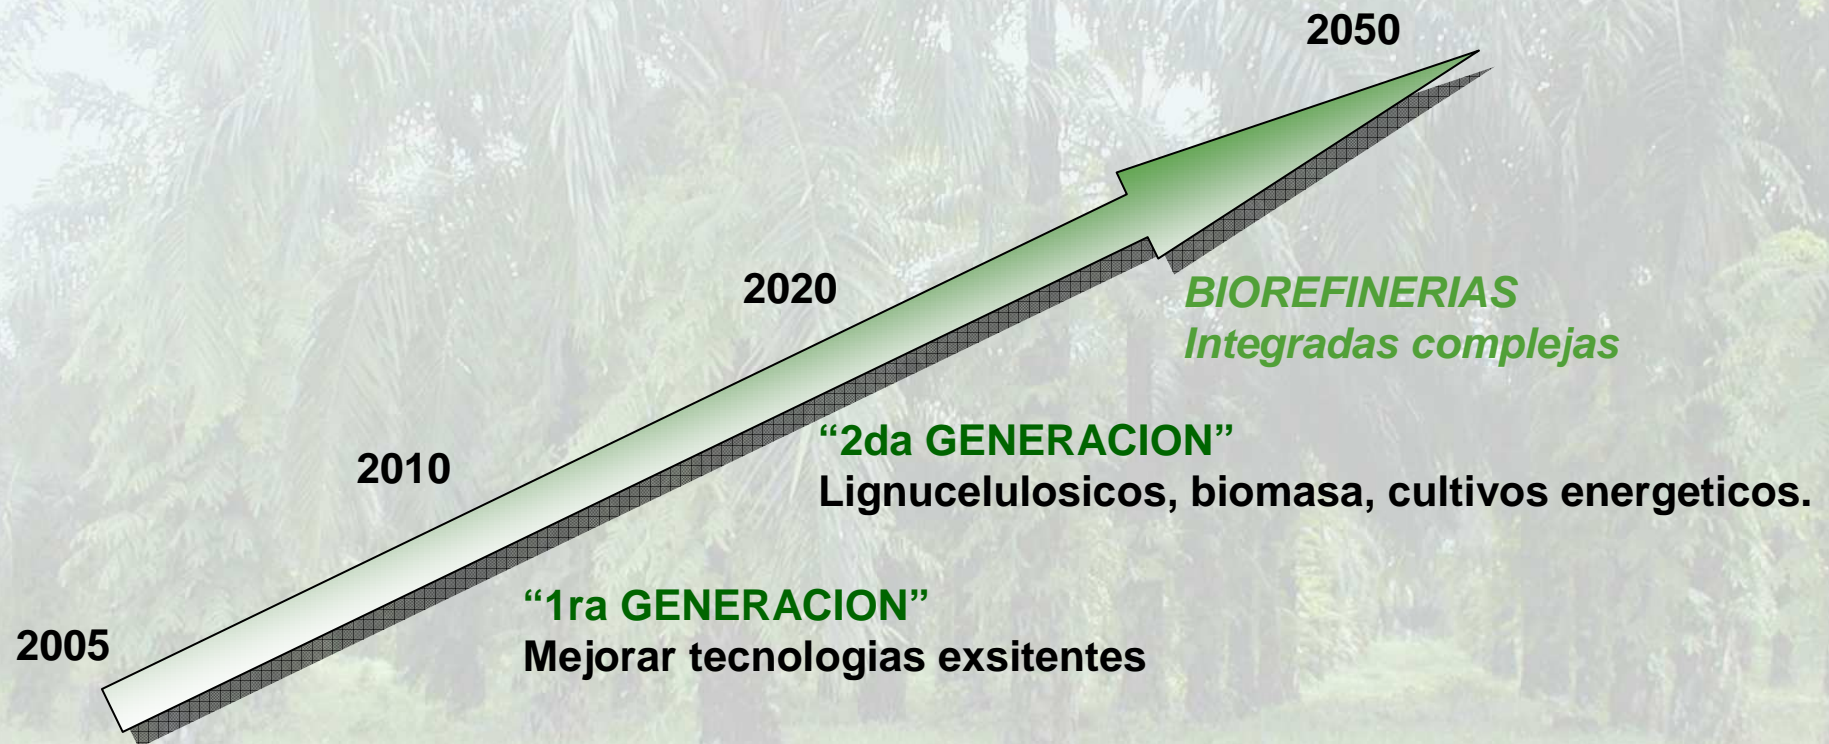 2050
2020
BIOREFINERIAS
Integradas complejas
“2da GENERACION”
Lignucelulosicos, biomasa, cultivos energeticos.
2010
“1ra GENERACION”
Mejorar tecnologias exsitentes
2005